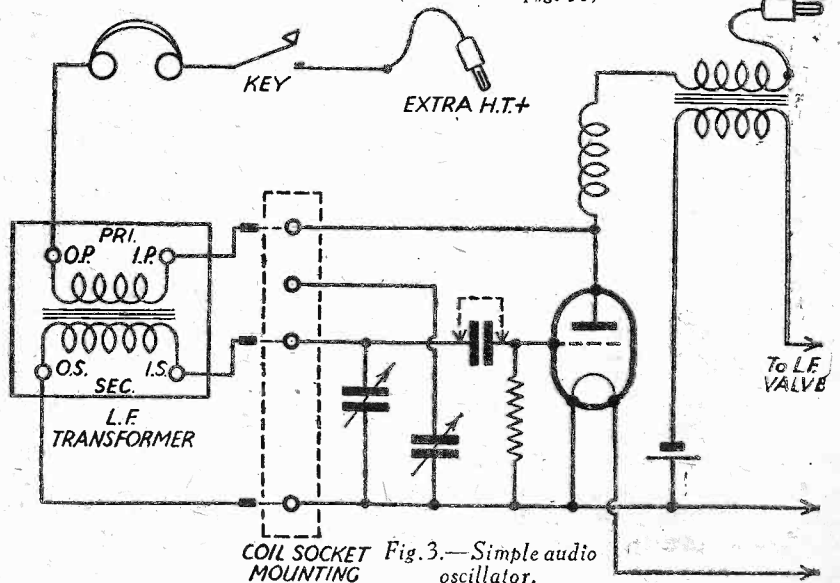 KEY
EXTRA H.T.+
PRI.
O.P. I.P.
O.S. I.S.
SEC.
L.F.
TRANSFORMER
To L.F.
VALVE
COIL SOCKET
MOUNTING
Fig. 3.—Simple audio
oscillator.